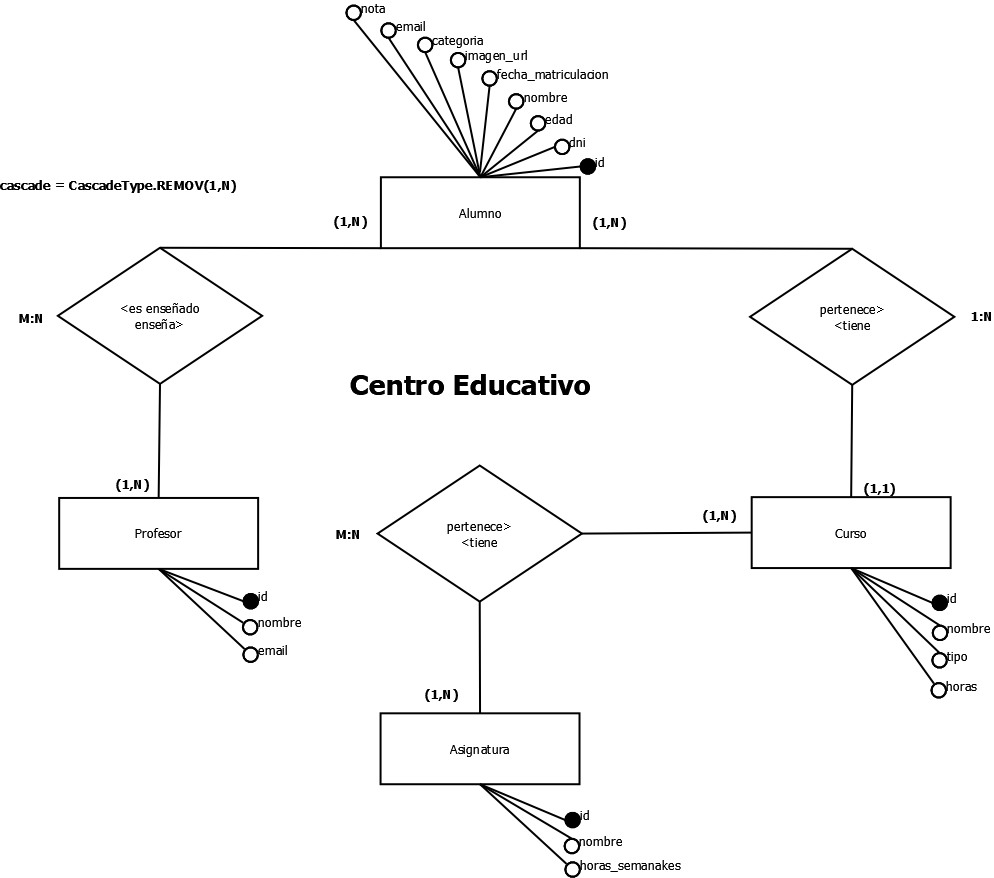 nota
email
categoria
imagen_url
fecha_matriculacion
nombre
edad
dni
id
cascade = CascadeType.REMOV(1,N)
Alumno
(1,N)
(1,N)
<es enseñado
enseña>
M:N
pertenece>
<tiene
1:N
Centro Educativo
(1,N)
(1,1)
Profesor
pertenece>
<tiene
M:N
(1,N)
Curso
id
nombre
email
id
nombre
tipo
horas
(1,N)
Asignatura
id
nombre
horas_semanakes